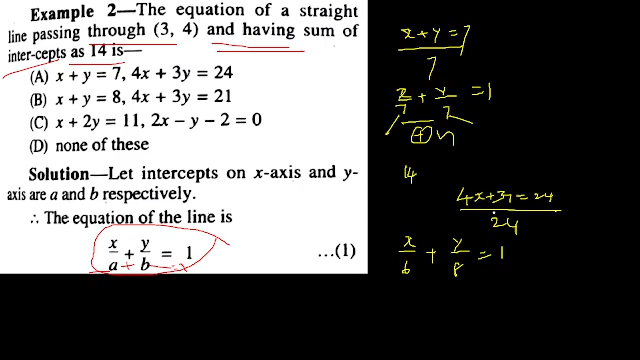 Example 2—The equation of a straight
line passing through (3, 4) and having sum of
inter-cepts as 14 is—
(A) x + y = 7, 4x + 3y = 24
(B) x + y = 8, 4x + 3y = 21
(C) x + 2y = 11, 2x – y – 2 = 0
(D) none of these
Solution—Let intercepts on x-axis and y-
axis are a and b respectively.
∴ The equation of the line is
x/a + y/b = 1 ...(1)
x + y = 7
7
x/7 + y/7 = 1
14
4x + 3y = 24
24
x/6 + y/8 = 1